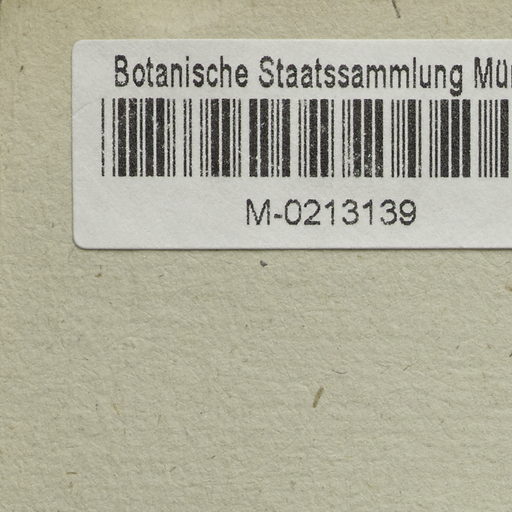 Botanische Staatssammlung Mü
M-0213139